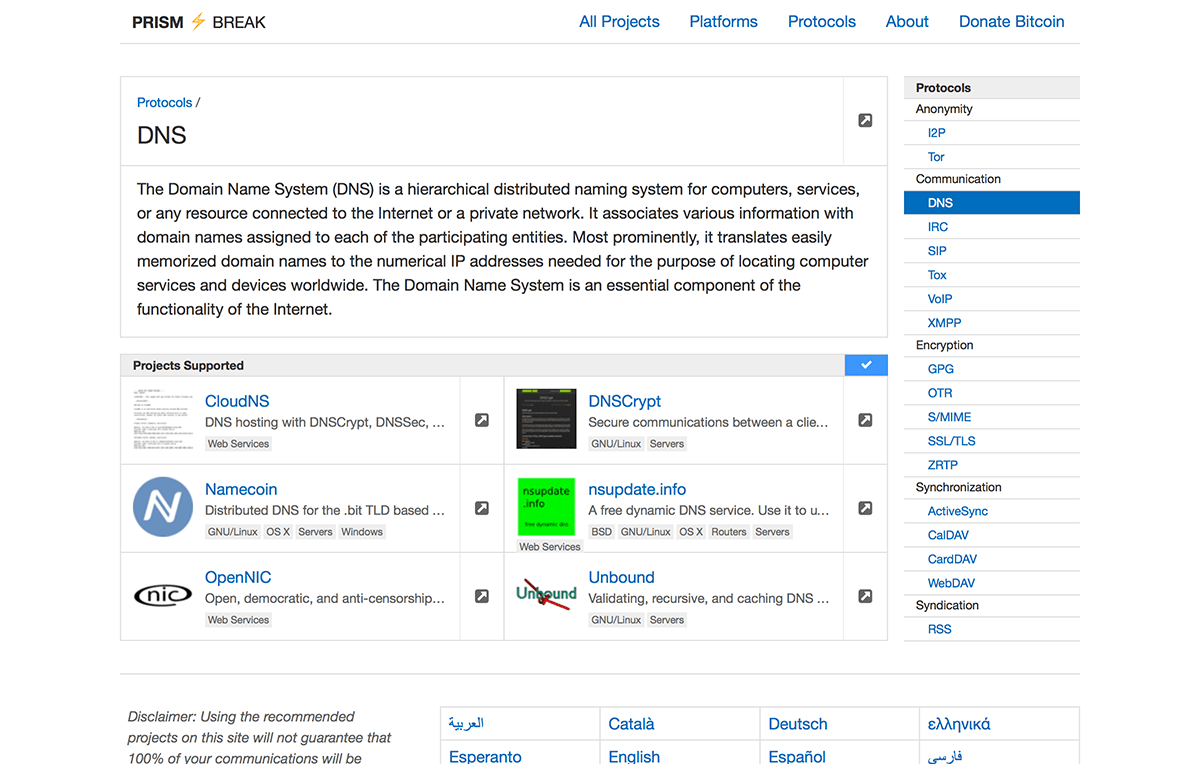 PRISM ⚡ BREAK
All Projects Platforms Protocols About Donate Bitcoin
Protocols /
DNS
The Domain Name System (DNS) is a hierarchical distributed naming system for computers, services,
or any resource connected to the Internet or a private network. It associates various information with
domain names assigned to each of the participating entities. Most prominently, it translates easily
memorized domain names to the numerical IP addresses needed for the purpose of locating computer
services and devices worldwide. The Domain Name System is an essential component of the
functionality of the Internet.
Projects Supported
CloudNS
DNS hosting with DNSCrypt, DNSSec, ...
Web Services
DNSCrypt
Secure communications between a clie...
GNU/Linux Servers
Namecoin
Distributed DNS for the .bit TLD based ...
GNU/Linux OS X Servers Windows
nsupdate
.info
free dynamic dns
nsupdate.info
A free dynamic DNS service. Use it to u...
BSD GNU/Linux OS X Routers Servers
Web Services
nic
OpenNIC
Open, democratic, and anti-censorship...
Web Services
Unbound
Unbound
Validating, recursive, and caching DNS ...
GNU/Linux Servers
Protocols
Anonymity
I2P
Tor
Communication
DNS
IRC
SIP
Tox
VoIP
XMPP
Encryption
GPG
OTR
S/MIME
SSL/TLS
ZRTP
Synchronization
ActiveSync
CalDAV
CardDAV
WebDAV
Syndication
RSS
Disclaimer: Using the recommended
projects on this site will not guarantee that
100% of your communications will be
العربية Català Deutsch ελληνικά
Esperanto English Español فارسی